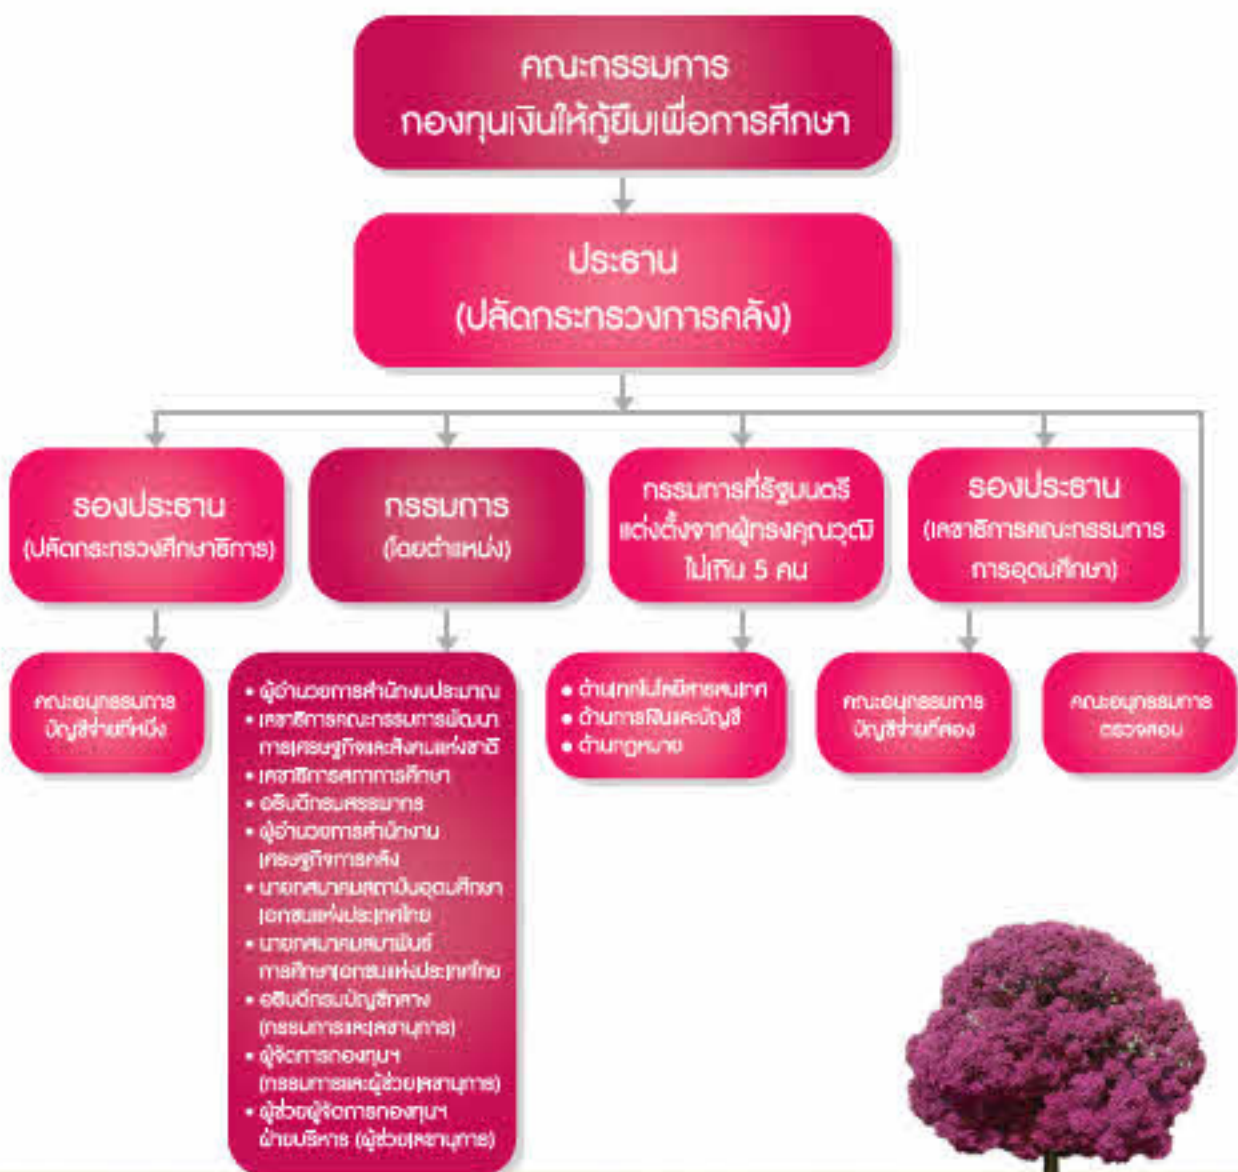 คณะกรรมการ
กองทุนเงินให้กู้ยืมเพื่อการศึกษา
ประธาน
(ปลัดกระทรวงการคลัง)
รองประธาน
(ปลัดกระทรวงศึกษาธิการ)
กรรมการ
(โดยตำแหน่ง)
กรรมการที่รัฐมนตรี
แต่งตั้งจากผู้ทรงคุณวุฒิ
ไม่เกิน 5 คน
รองประธาน
(เลขาธิการคณะกรรมการ
การอุดมศึกษา)
คณะอนุกรรมการ
บัญชีจ่ายที่หนึ่ง
• ผู้อำนวยการสำนักงบประมาณ
• เลขาธิการคณะกรรมการพัฒนา
การเศรษฐกิจและสังคมแห่งชาติ
• เลขาธิการสภาการศึกษา
• อธิบดีกรมสรรพากร
• ผู้อำนวยการสำนักงาน
เศรษฐกิจการคลัง
• นายกสมาคมสถาบันอุดมศึกษา
เอกชนแห่งประเทศไทย
• นายกสมาคมสมาพันธ์
การศึกษาเอกชนแห่งประเทศไทย
• อธิบดีกรมบัญชีกลาง
(กรรมการและเลขานุการ)
• ผู้จัดการกองทุนฯ
(กรรมการและผู้ช่วยเลขานุการ)
• ผู้ช่วยผู้จัดการกองทุนฯ
ฝ่ายบริหาร (ผู้ช่วยเลขานุการ)
• ด้านเทคโนโลยีสารสนเทศ
• ด้านการเงินและบัญชี
• ด้านกฎหมาย
คณะอนุกรรมการ
บัญชีจ่ายที่สอง
คณะอนุกรรมการ
ตรวจสอบ